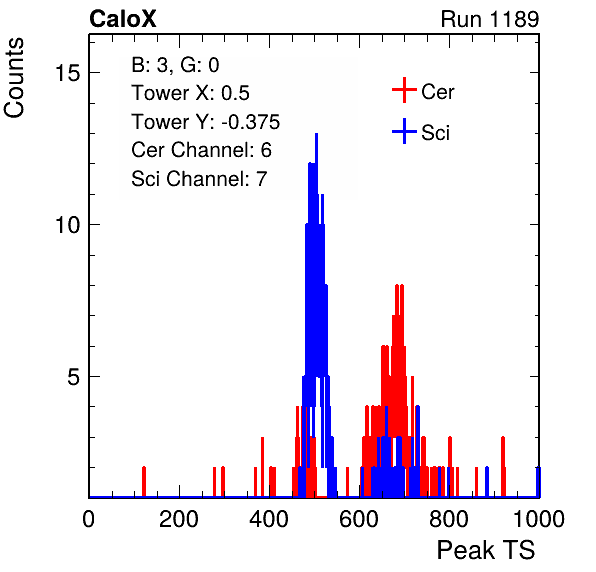 CaloX Run 1189
Counts
B: 3, G: 0
Tower X: 0.5
Tower Y: -0.375
Cer Channel: 6
Sci Channel: 7
Cer
Sci
15
10
5
0 200 400 600 800 1000
Peak TS